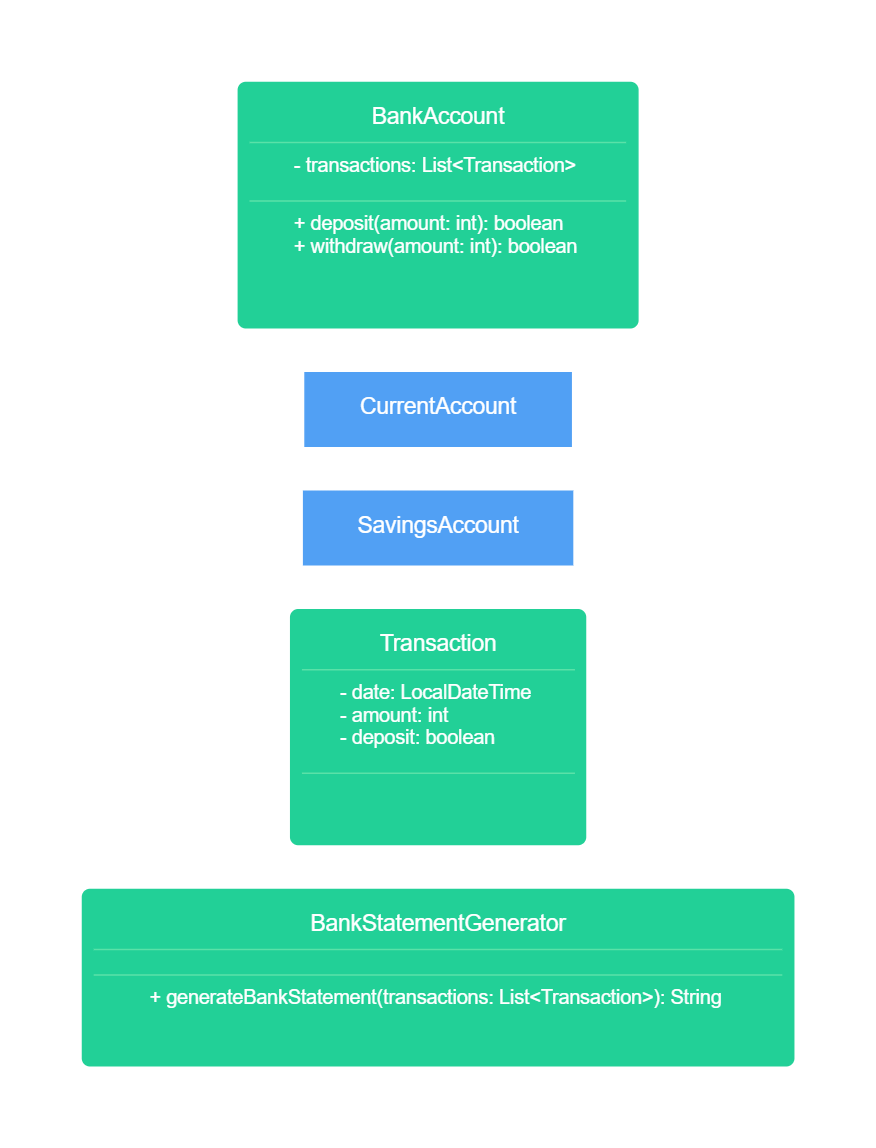 BankAccount
- transactions: List<Transaction>
+ deposit(amount: int): boolean
+ withdraw(amount: int): boolean
CurrentAccount
SavingsAccount
Transaction
- date: LocalDateTime
- amount: int
- deposit: boolean
BankStatementGenerator
+ generateBankStatement(transactions: List<Transaction>): String